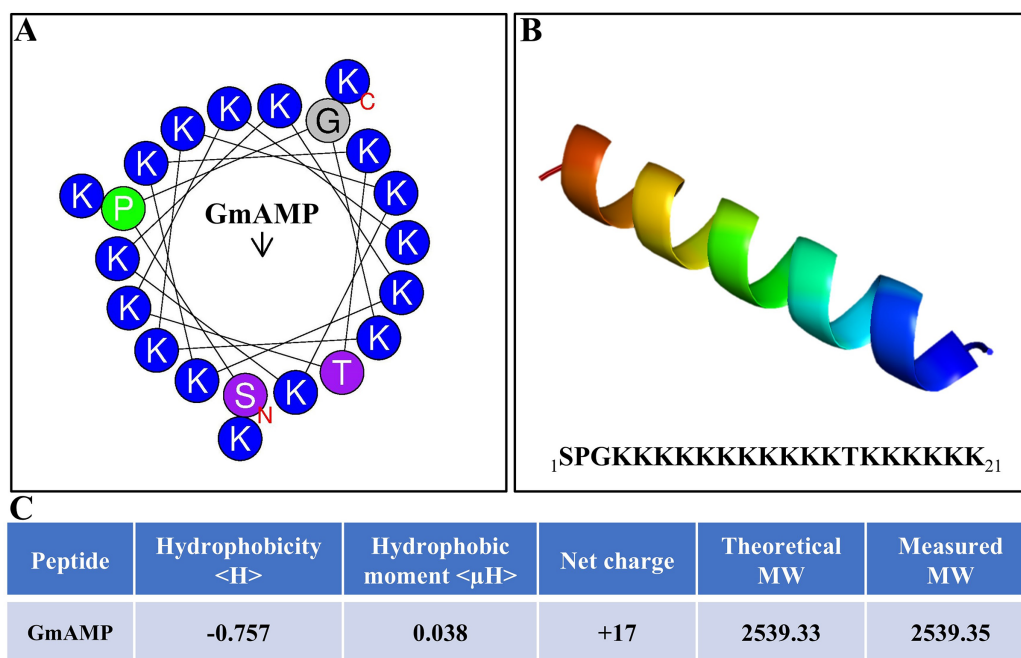 A
K
C
K
K
G
K
K
K
K
K
P
GmAMP
K
K
K
K
K
K
K
T
K
S
N
K
K
B
1SPGKKKKKKKKKKKTKKKKKK21
C
Peptide
Hydrophobicity
<H>
Hydrophobic
moment <µH>
Net charge
Theoretical
MW
Measured
MW
GmAMP
-0.757
0.038
+17
2539.33
2539.35